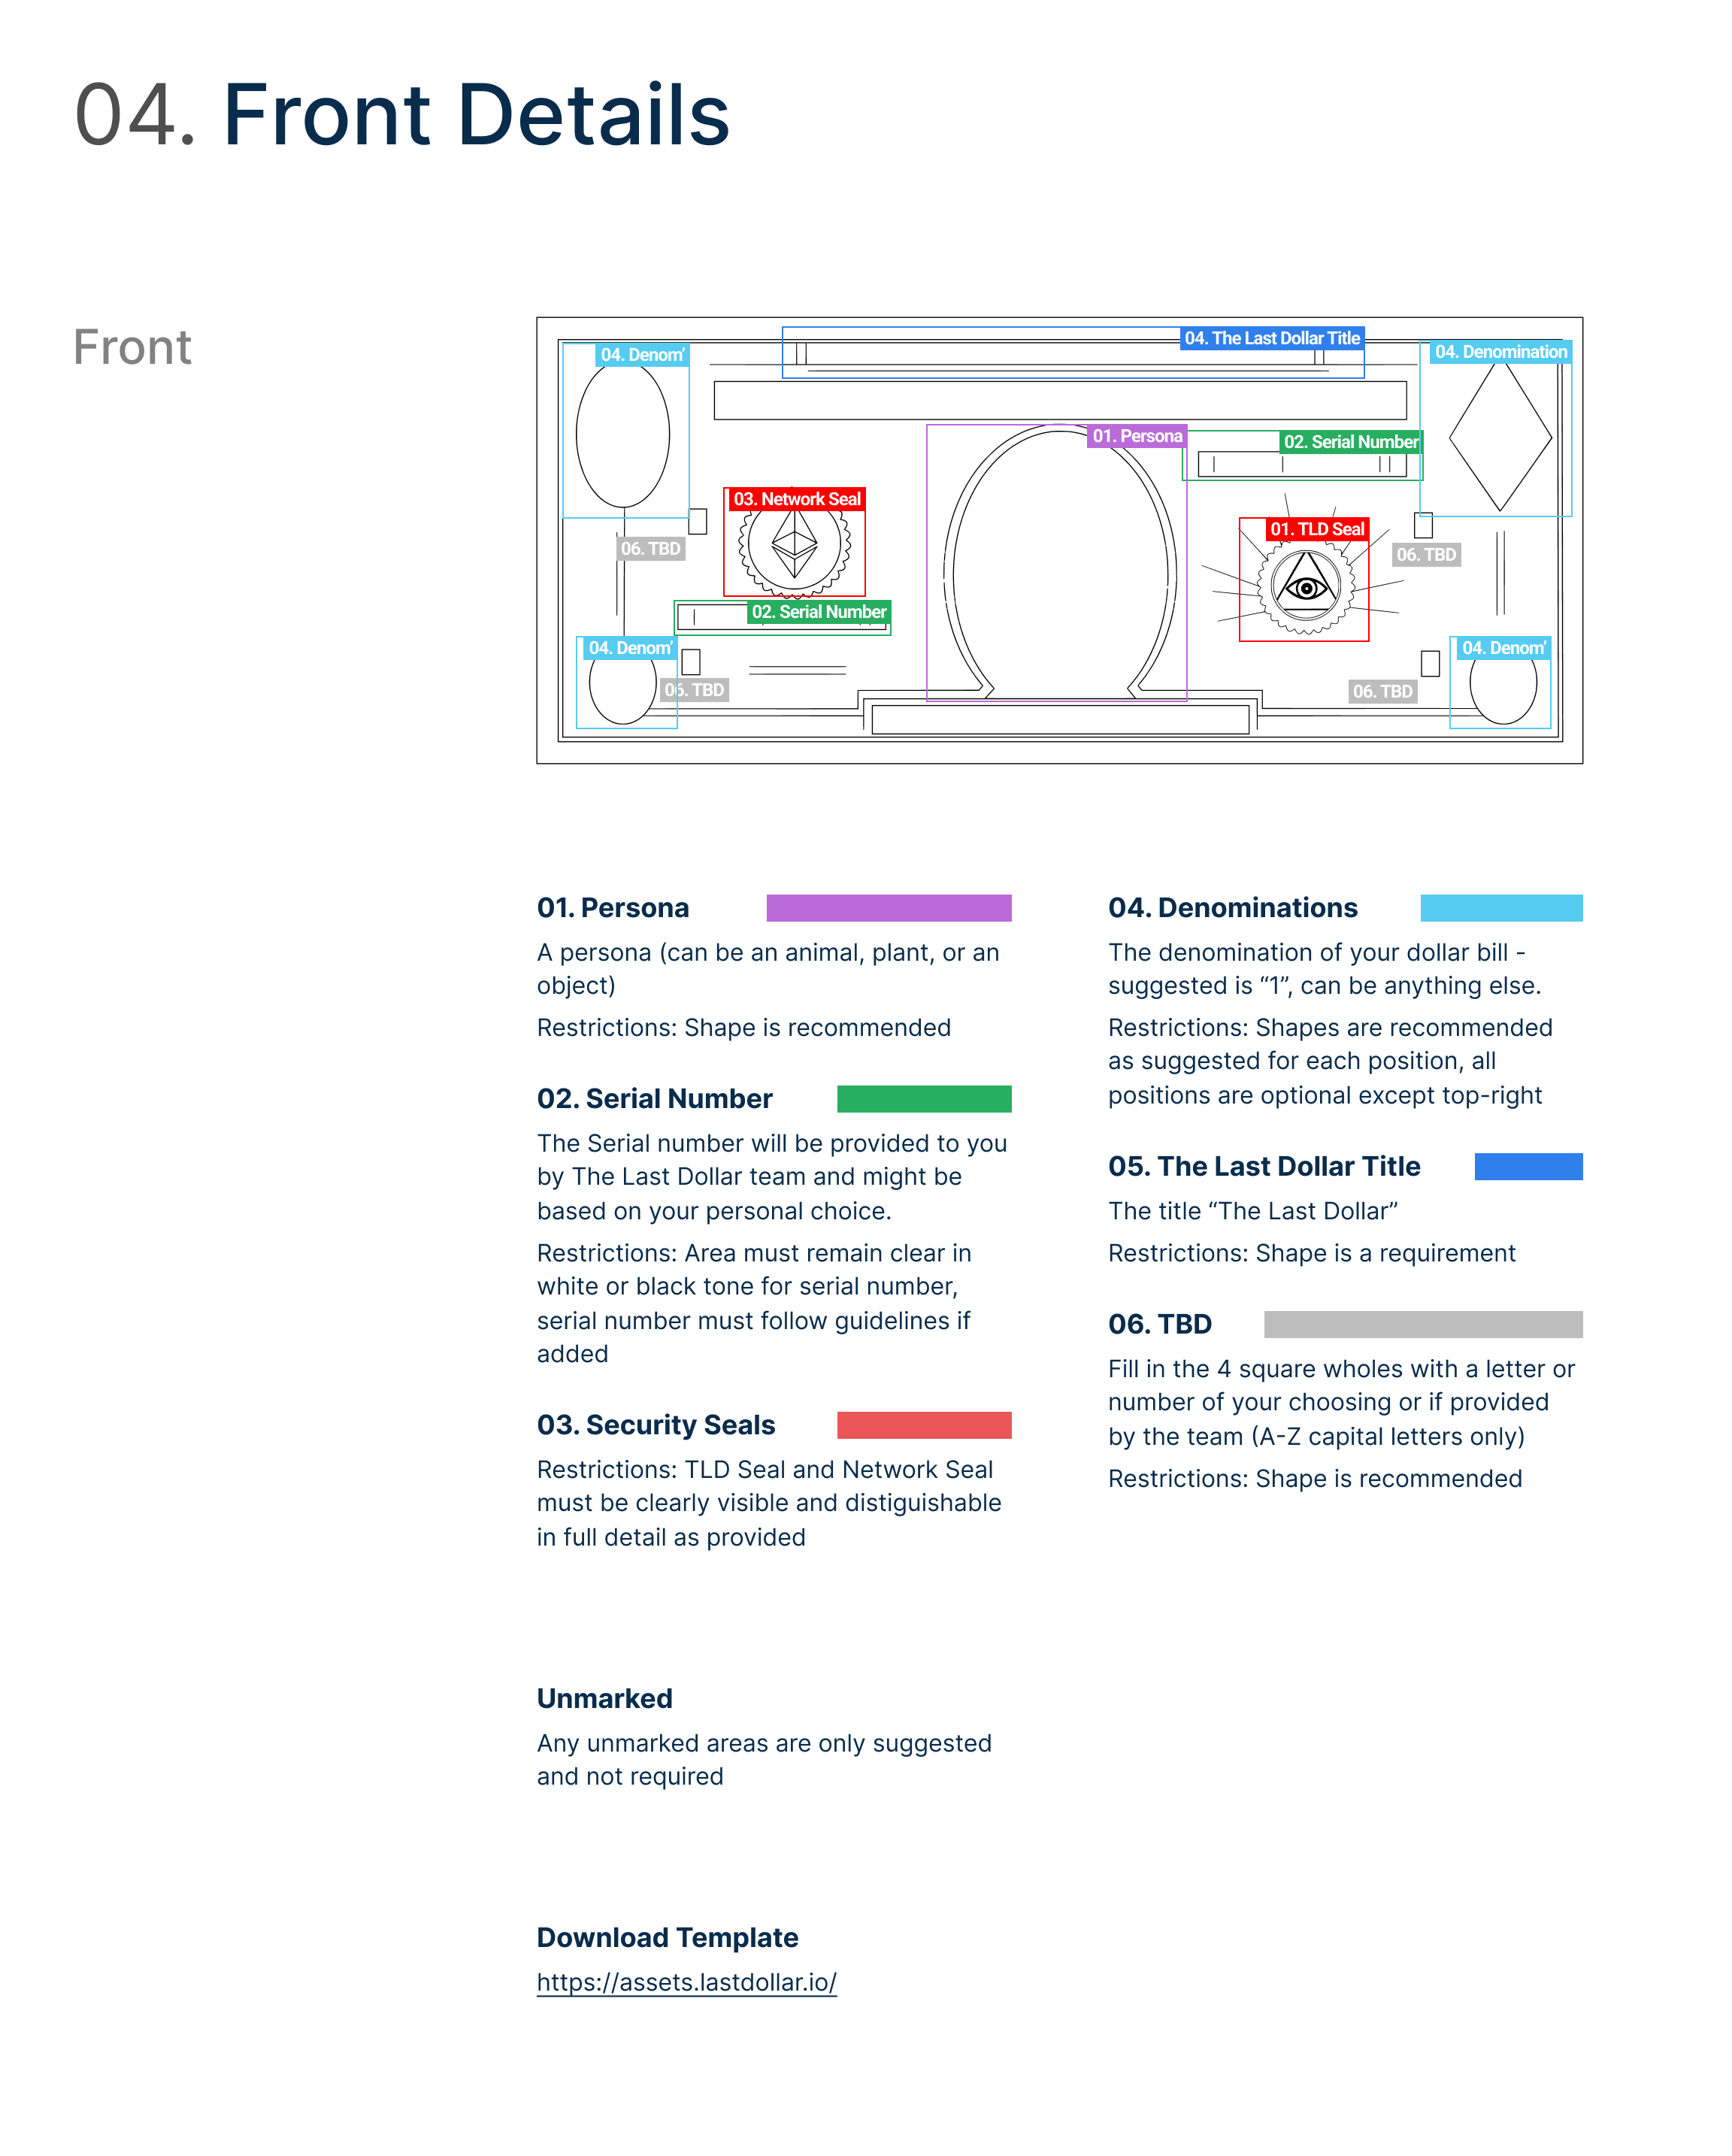 04. Front Details
Front
04. The Last Dollar Title
04. Denom’
04. Denomination
01. Persona
02. Serial Number
03. Network Seal
01. TLD Seal
06. TBD
06. TBD
02. Serial Number
04. Denom’
04. Denom’
06. TBD
06. TBD
01. Persona
A persona (can be an animal, plant, or an
object)
Restrictions: Shape is recommended
02. Serial Number
The Serial number will be provided to you
by The Last Dollar team and might be
based on your personal choice.
Restrictions: Area must remain clear in
white or black tone for serial number,
serial number must follow guidelines if
added
03. Security Seals
Restrictions: TLD Seal and Network Seal
must be clearly visible and distiguishable
in full detail as provided
04. Denominations
The denomination of your dollar bill -
suggested is “1”, can be anything else.
Restrictions: Shapes are recommended
as suggested for each position, all
positions are optional except top-right
05. The Last Dollar Title
The title “The Last Dollar”
Restrictions: Shape is a requirement
06. TBD
Fill in the 4 square wholes with a letter or
number of your choosing or if provided
by the team (A-Z capital letters only)
Restrictions: Shape is recommended
Unmarked
Any unmarked areas are only suggested
and not required
Download Template
https://assets.lastdollar.io/